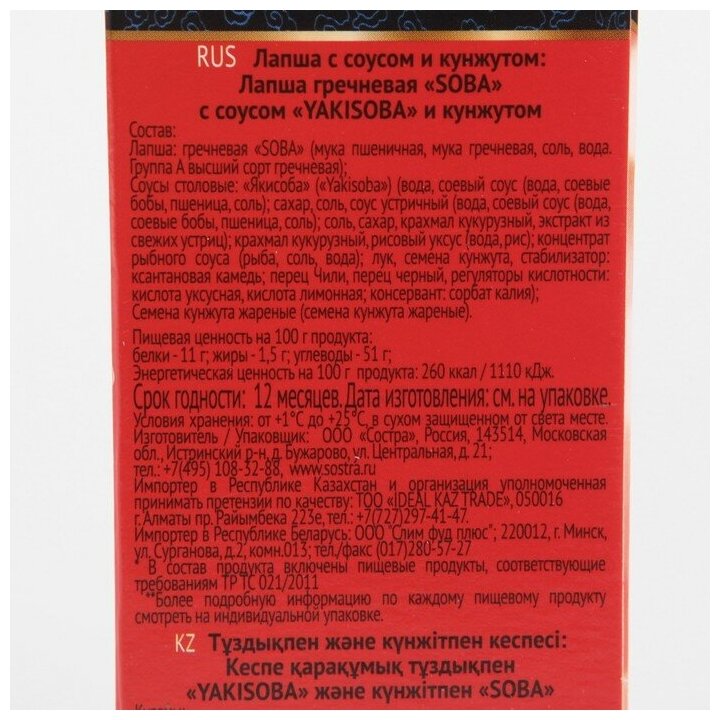 RUS Лапша с соусом и кунжутом:
Лапша гречневая «SOBA»
с соусом «YAKISOBA» и кунжутом
Состав:
Лапша: гречневая «SOBA» (мука пшеничная, мука гречневая, соль, вода.
Группа А высший сорт гречневая);
Соусы столовые: «Якисоба» («Yakisoba») (вода, соевый соус (вода, соевые
бобы, пшеница, соль); сахар, соль, соус устричный (вода, соевый соус (вода,
соевые бобы, пшеница, соль); соль, сахар, крахмал кукурузный, экстракт из
свежих устриц); крахмал кукурузный, рисовый уксус (вода, рис); концентрат
рыбного соуса (рыба, соль, вода); лук, семена кунжута, стабилизатор:
ксантановая камедь; перец Чили, перец черный, регуляторы кислотности:
кислота уксусная, кислота лимонная; консервант: сорбат калия);
Семена кунжута жареные (семена кунжута жареные).
Пищевая ценность на 100 г продукта:
белки - 11 г; жиры - 1,5 г; углеводы - 51 г;
Энергетическая ценность на 100 г продукта: 260 ккал / 1110 кДж.
Срок годности: 12 месяцев. Дата изготовления: см. на упаковке.
Условия хранения: от +1°С до +25°С, в сухом защищенном от света месте.
Изготовитель / Упаковщик: ООО «Состра», Россия, 143514, Московская
обл., Истринский р-н, д. Бужарово, ул. Центральная, д. 21;
тел.: +7(495) 108-32-88, www.sostra.ru
Импортер в Республике Казахстан и организация уполномоченная
принимать претензии по качеству: ТОО «IDEAL KAZ TRADE», 050016
г. Алматы пр. Райымбека 223е, тел.: +7(727)297-41-47.
Импортер в Республике Беларусь: ООО "Слим фуд плюс"; 220012, г. Минск,
ул. Сурганова, д.2, комн.013; тел./факс (017)280-57-27
* В состав продукта включены пищевые продукты, соответствующие
требованиям ТР ТС 021/2011
**Более подробную информацию по каждому пищевому продукту
смотреть на индивидуальной упаковке.
KZ Тұздықпен және күнжітпен кеспесі:
Кеспе қарақұмық тұздықпен
«YAKISOBA» және күнжітпен «SOBA»